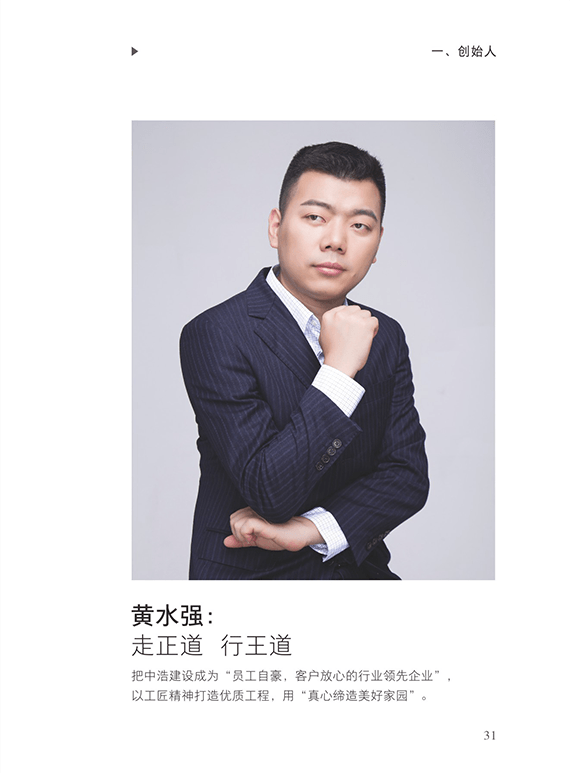 一、创始人
黄水强：
走正道 行王道
把中浩建设成为“员工自豪，客户放心的行业领先企业”，
以工匠精神打造优质工程，用“真心缔造美好家园”。
31